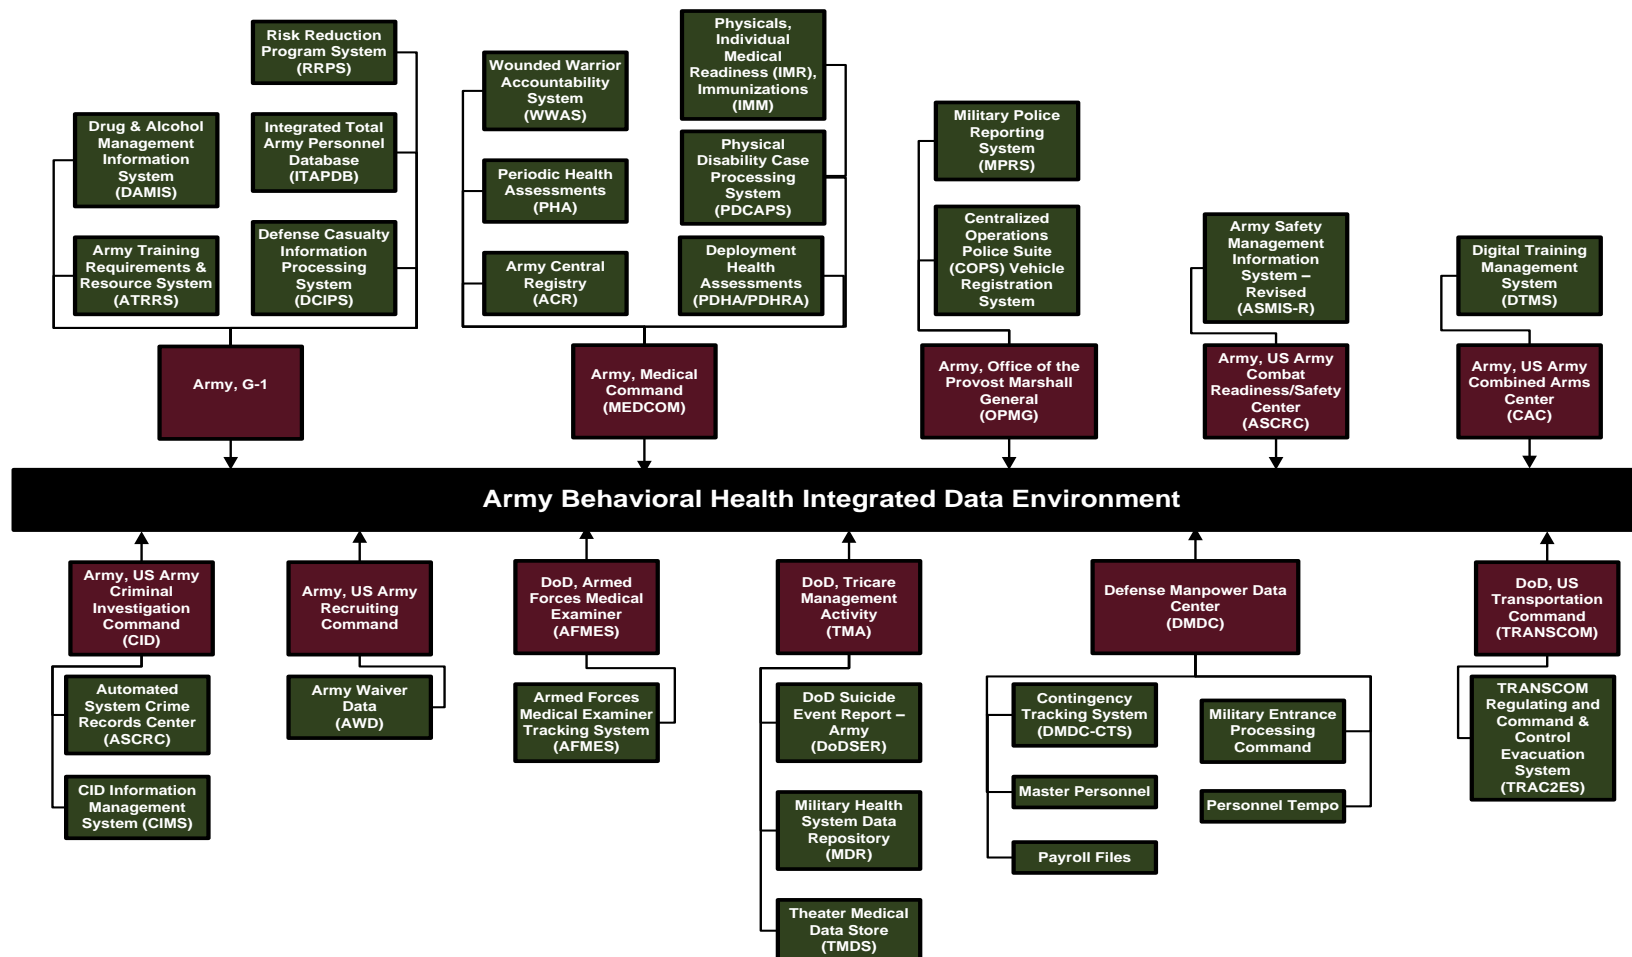 Risk Reduction
Program System
(RRPS)
Drug & Alcohol
Management
Information
System
(DAMIS)
Integrated Total
Army Personnel
Database
(ITAPDB)
Army Training
Requirements &
Resource System
(ATRRS)
Defense Casualty
Information
Processing
System
(DCIPS)
Wounded Warrior
Accountability
System
(WWAS)
Physicals,
Individual
Medical
Readiness (IMR),
Immunizations
(IMM)
Periodic Health
Assessments
(PHA)
Physical
Disability Case
Processing
System
(PDCAPS)
Army Central
Registry
(ACR)
Deployment
Health
Assessments
(PDHA/PDHRA)
Military Police
Reporting
System
(MPRS)
Centralized
Operations
Police Suite
(COPS) Vehicle
Registration
System
Army Safety
Management
Information
System –
Revised
(ASMIS-R)
Digital Training
Management
System
(DTMS)
Army, G-1
Army, Medical
Command
(MEDCOM)
Army, Office of the
Provost Marshall
General
(OPMG)
Army, US Army
Combat
Readiness/Safety
Center
(ASCRC)
Army, US Army
Combined Arms
Center
(CAC)
Army Behavioral Health Integrated Data Environment
Army, US Army
Criminal
Investigation
Command
(CID)
Army, US Army
Recruiting
Command
DoD, Armed
Forces Medical
Examiner
(AFMES)
DoD, Tricare
Management
Activity
(TMA)
Defense Manpower Data
Center
(DMDC)
DoD, US
Transportation
Command
(TRANSCOM)
Automated
System Crime
Records Center
(ASCRC)
CID Information
Management
System (CIMS)
Army Waiver
Data
(AWD)
Armed Forces
Medical Examiner
Tracking System
(AFMES)
DoD Suicide
Event Report –
Army
(DoDSER)
Military Health
System Data
Repository
(MDR)
Theater Medical
Data Store
(TMDS)
Contingency
Tracking System
(DMDC-CTS)
Master Personnel
Payroll Files
Military Entrance
Processing
Command
Personnel Tempo
TRANSCOM
Regulating and
Command &
Control
Evacuation
System
(TRAC2ES)